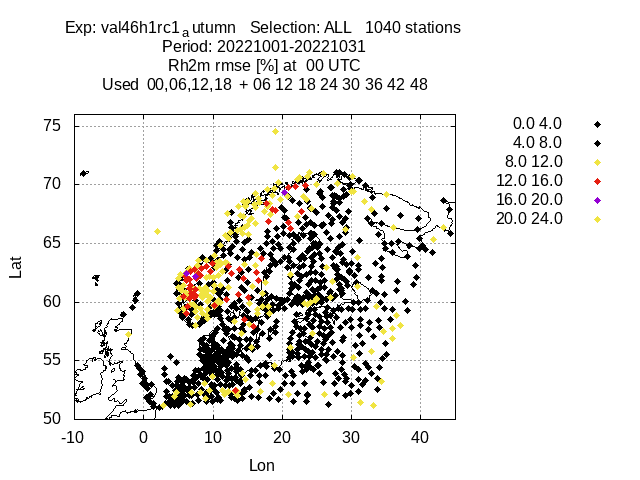 Exp: val46h1rc1autumn Selection: ALL 1040 stations
Period: 20221001-20221031
Rh2m rmse [%] at 00 UTC
Used 00,06,12,18 + 06 12 18 24 30 36 42 48
0.0 4.0
4.0 8.0
8.0 12.0
12.0 16.0
16.0 20.0
20.0 24.0
75
70
65
60
55
50
Lat
-10 0 10 20 30 40
Lon